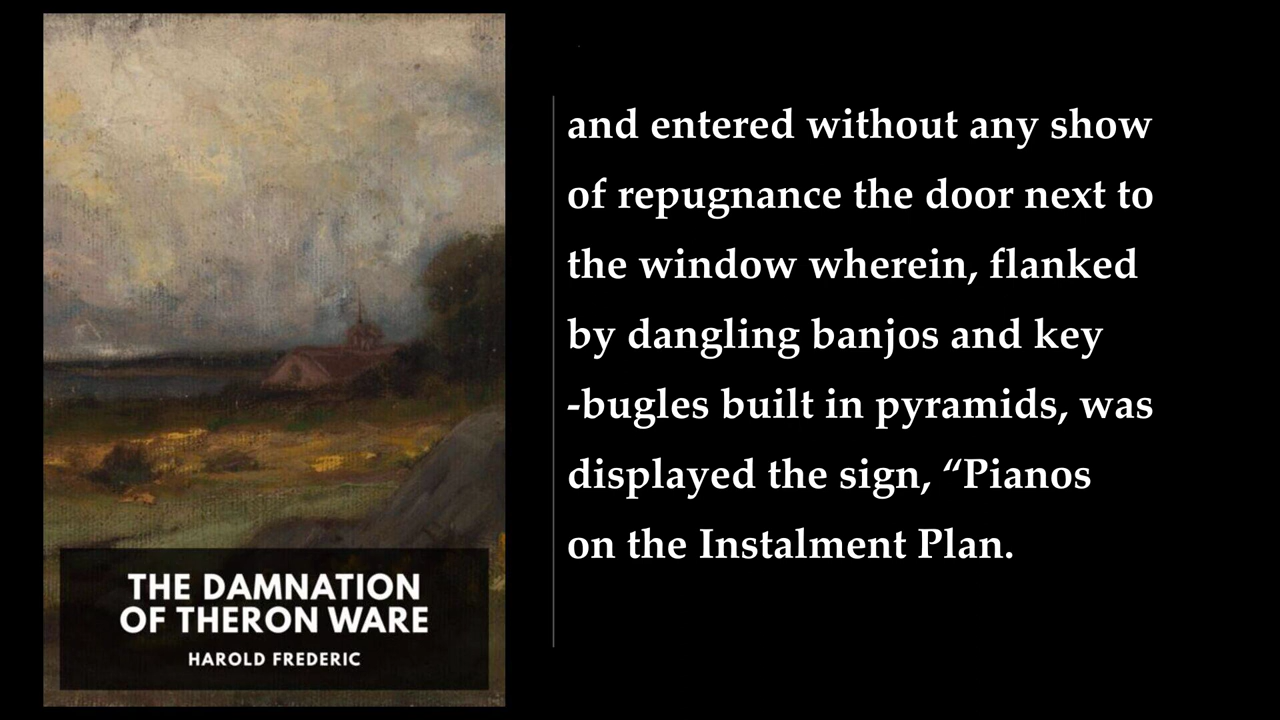 THE DAMNATION
OF THERON WARE
HAROLD FREDERIC
and entered without any show
of repugnance the door next to
the window wherein, flanked
by dangling banjos and key
-bugles built in pyramids, was
displayed the sign, “Pianos
on the Instalment Plan.